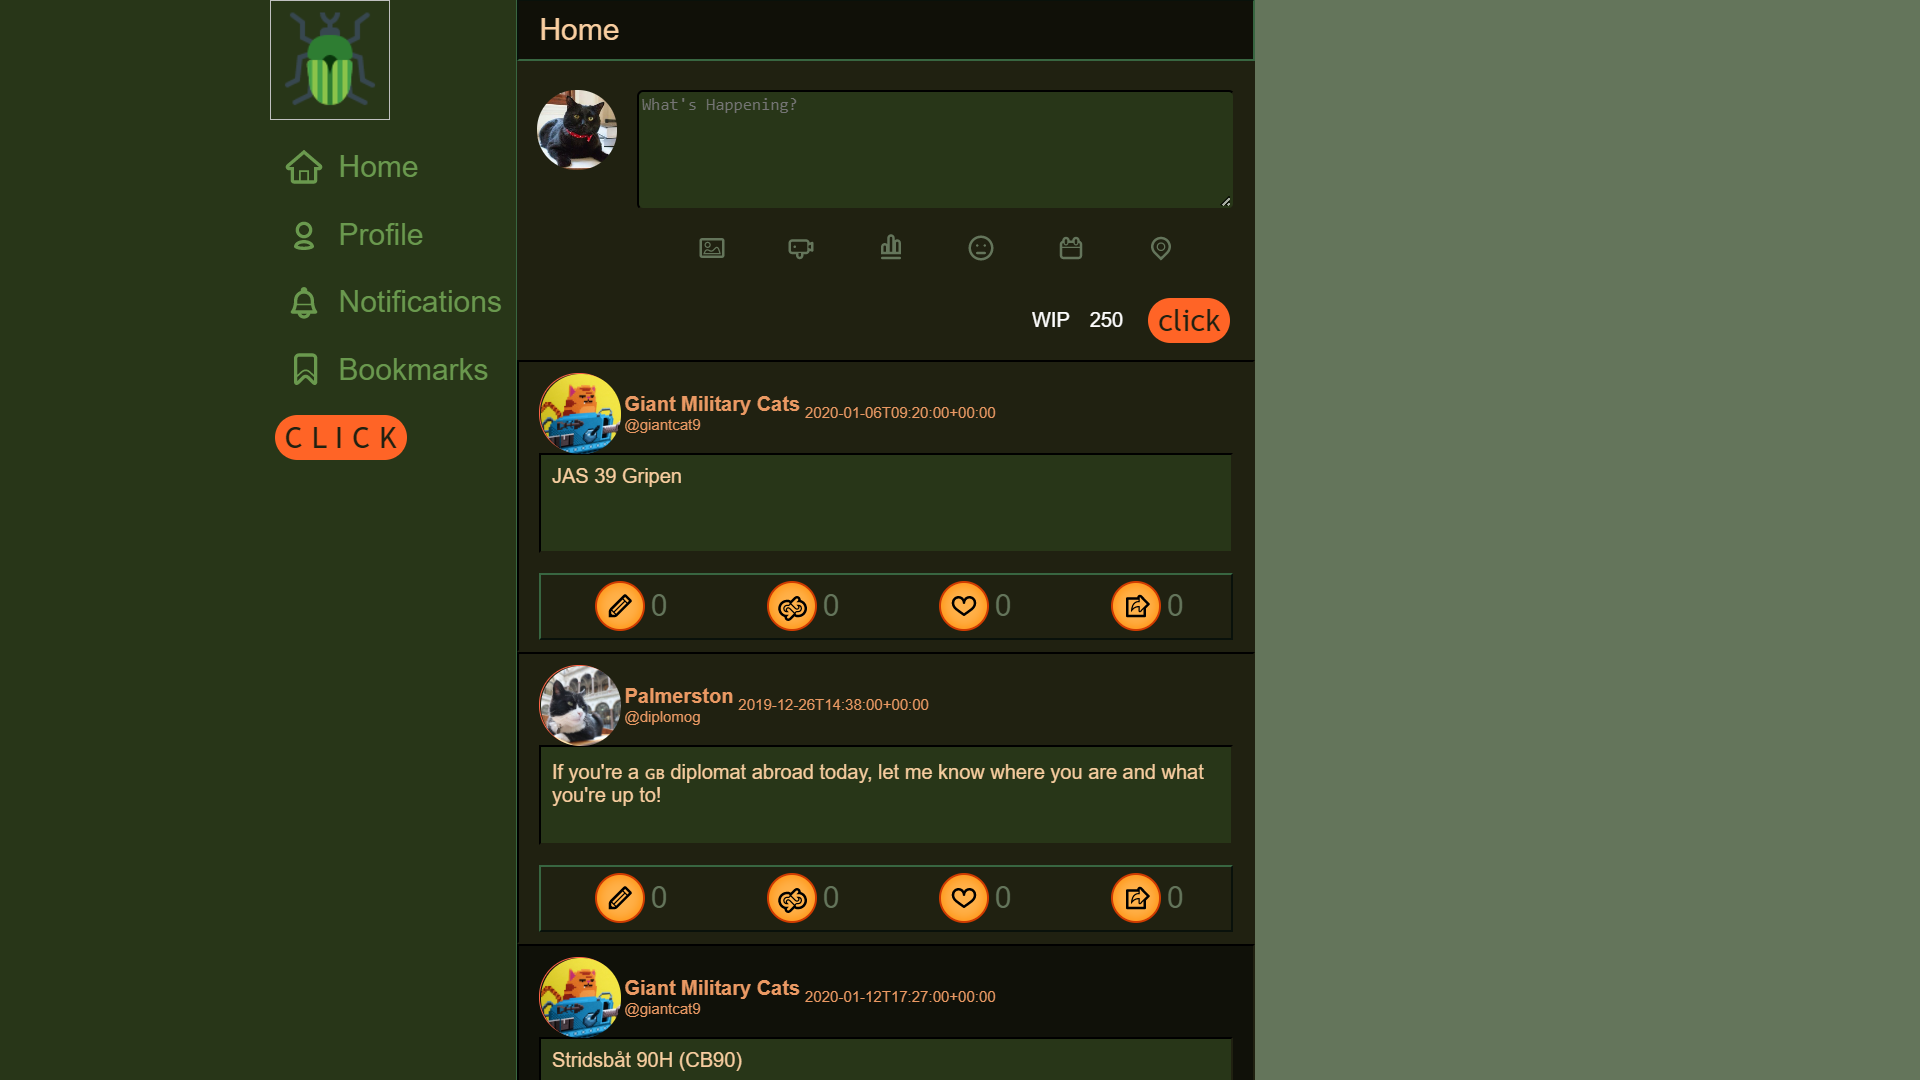 Home
What's Happening?
Home
Profile
Notifications
Bookmarks
CLICK
WIP 250 click
Giant Military Cats 2020-01-06T09:20:00+00:00
@giantcat9
JAS 39 Gripen
0 0 0 0
Palmerston 2019-12-26T14:38:00+00:00
@diplomog
If you're a ɢʙ diplomat abroad today, let me know where you are and what
you're up to!
0 0 0 0
Giant Military Cats 2020-01-12T17:27:00+00:00
@giantcat9
Stridsbåt 90H (CB90)